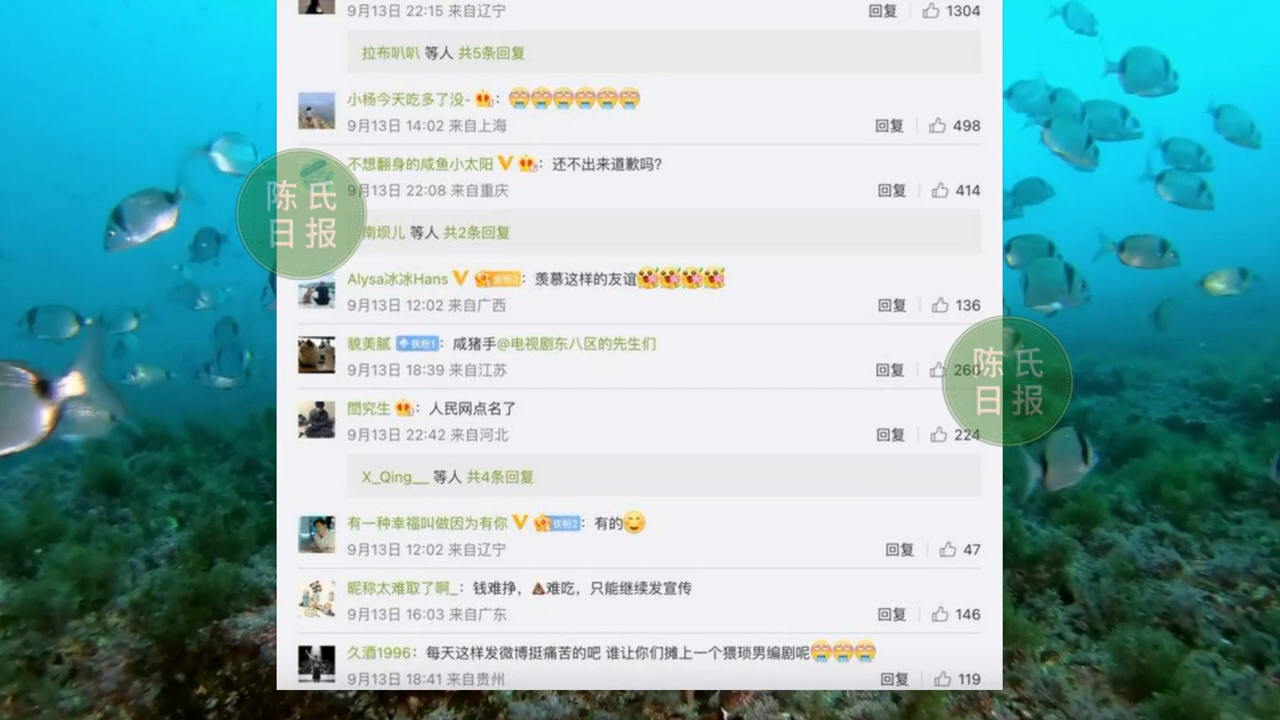 9月13日 22:15 来自辽宁 回复 1304
拉布叭叭 等人 共5条回复
小杨今天吃多了没-：
9月13日 14:02 来自上海 回复 498
不想翻身的咸鱼小太阳：还不出来道歉吗？
9月13日 22:08 来自重庆 回复 414
南坝儿 等人 共2条回复
Alysa冰冰Hans 金粉2：羡慕这样的友谊
9月13日 12:02 来自广西 回复 136
貌美腻 铁粉1：咸猪手@电视剧东八区的先生们
9月13日 18:39 来自江苏 回复 260
閆究生：人民网点名了
9月13日 22:42 来自河北 回复 224
X_Qing__ 等人 共4条回复
有一种幸福叫做因为有你 铁粉2：有的
9月13日 12:02 来自辽宁 回复 47
昵称太难取了啊_：钱难挣，💩难吃，只能继续发宣传
9月13日 16:03 来自广东 回复 146
久酒1996：每天这样发微博挺痛苦的吧 谁让你们摊上一个猥琐男编剧呢
9月13日 18:41 来自贵州 回复 119
陈氏
日报
陈氏
日报